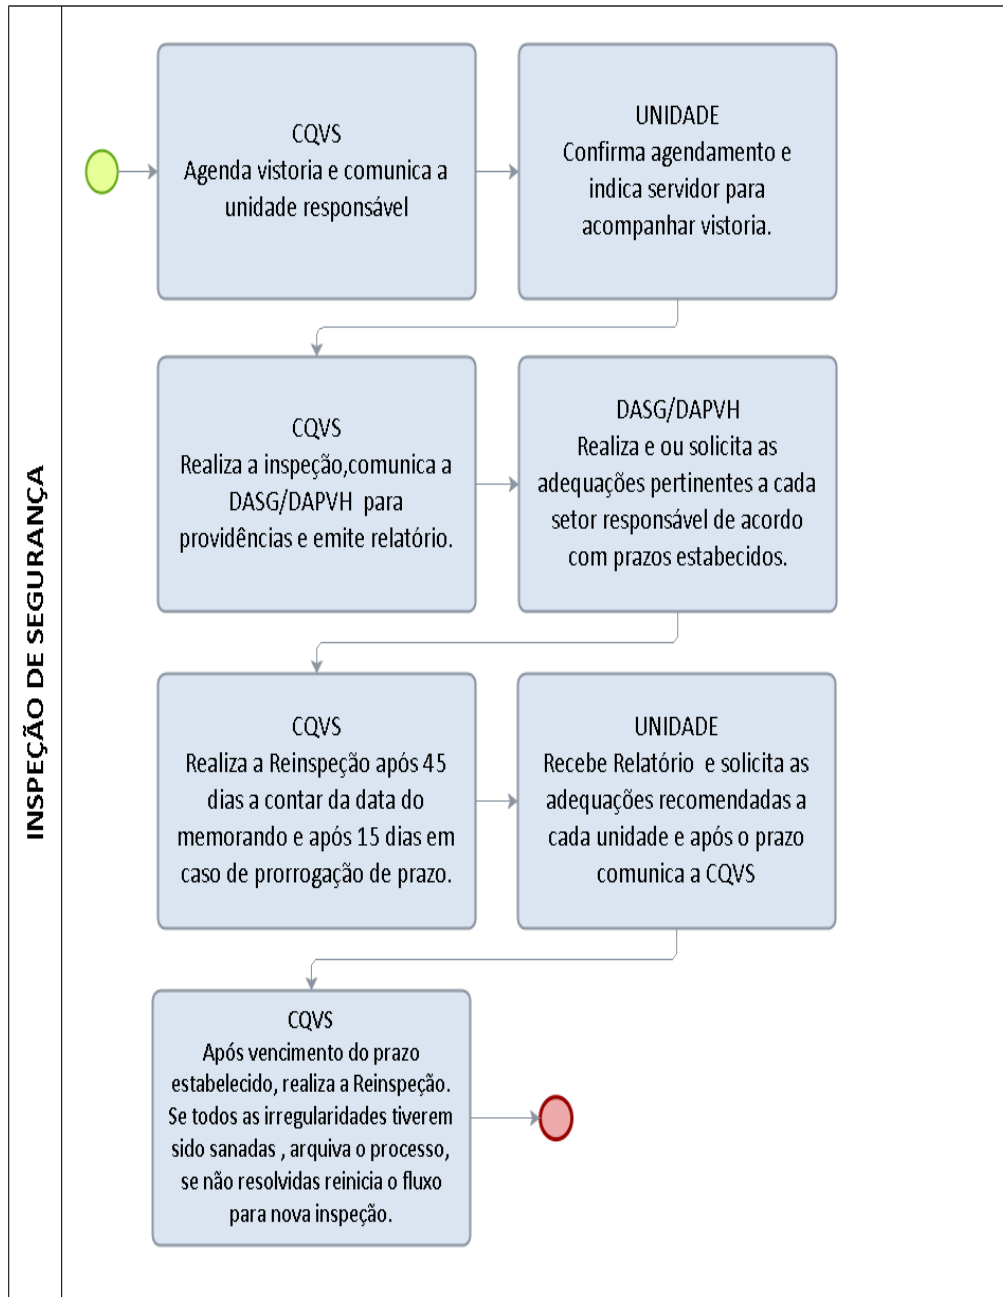 INSPEÇÃO DE SEGURANÇA
CQVS
Agenda vistoria e comunica a
unidade responsável
UNIDADE
Confirma agendamento e
indica servidor para
acompanhar vistoria.
CQVS
Realiza a inspeção,comunica a
DASG/DAPVH para
providências e emite relatório.
DASG/DAPVH
Realiza e ou solicita as
adequações pertinentes a cada
setor responsável de acordo
com prazos estabecidos.
CQVS
Realiza a Reinspeção após 45
dias a contar da data do
memorando e após 15 dias em
caso de prorrogação de prazo.
UNIDADE
Recebe Relatório e solicita as
adequações recomendadas a
cada unidade e após o prazo
comunica a CQVS
CQVS
Após vencimento do prazo
estabelecido, realiza a Reinspeção.
Se todos as irregularidades tiverem
sido sanadas , arquiva o processo,
se não resolvidas reinicia o fluxo
para nova inspeção.